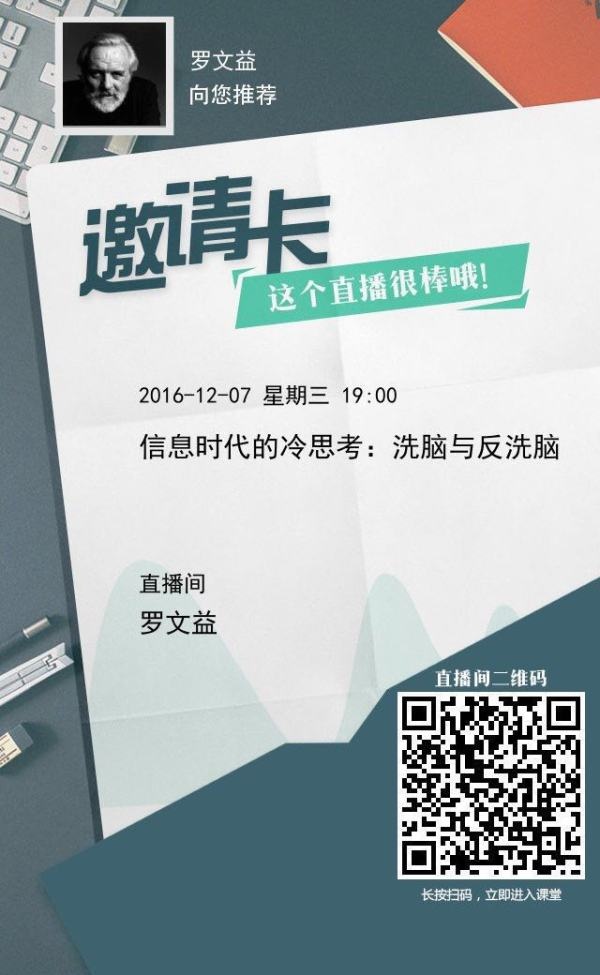 罗文益
向您推荐
邀请卡
这个直播很棒哦!
2016-12-07 星期三 19:00
信息时代的冷思考：洗脑与反洗脑
直播间
罗文益
直播间二维码
长按扫码，立即进入课堂